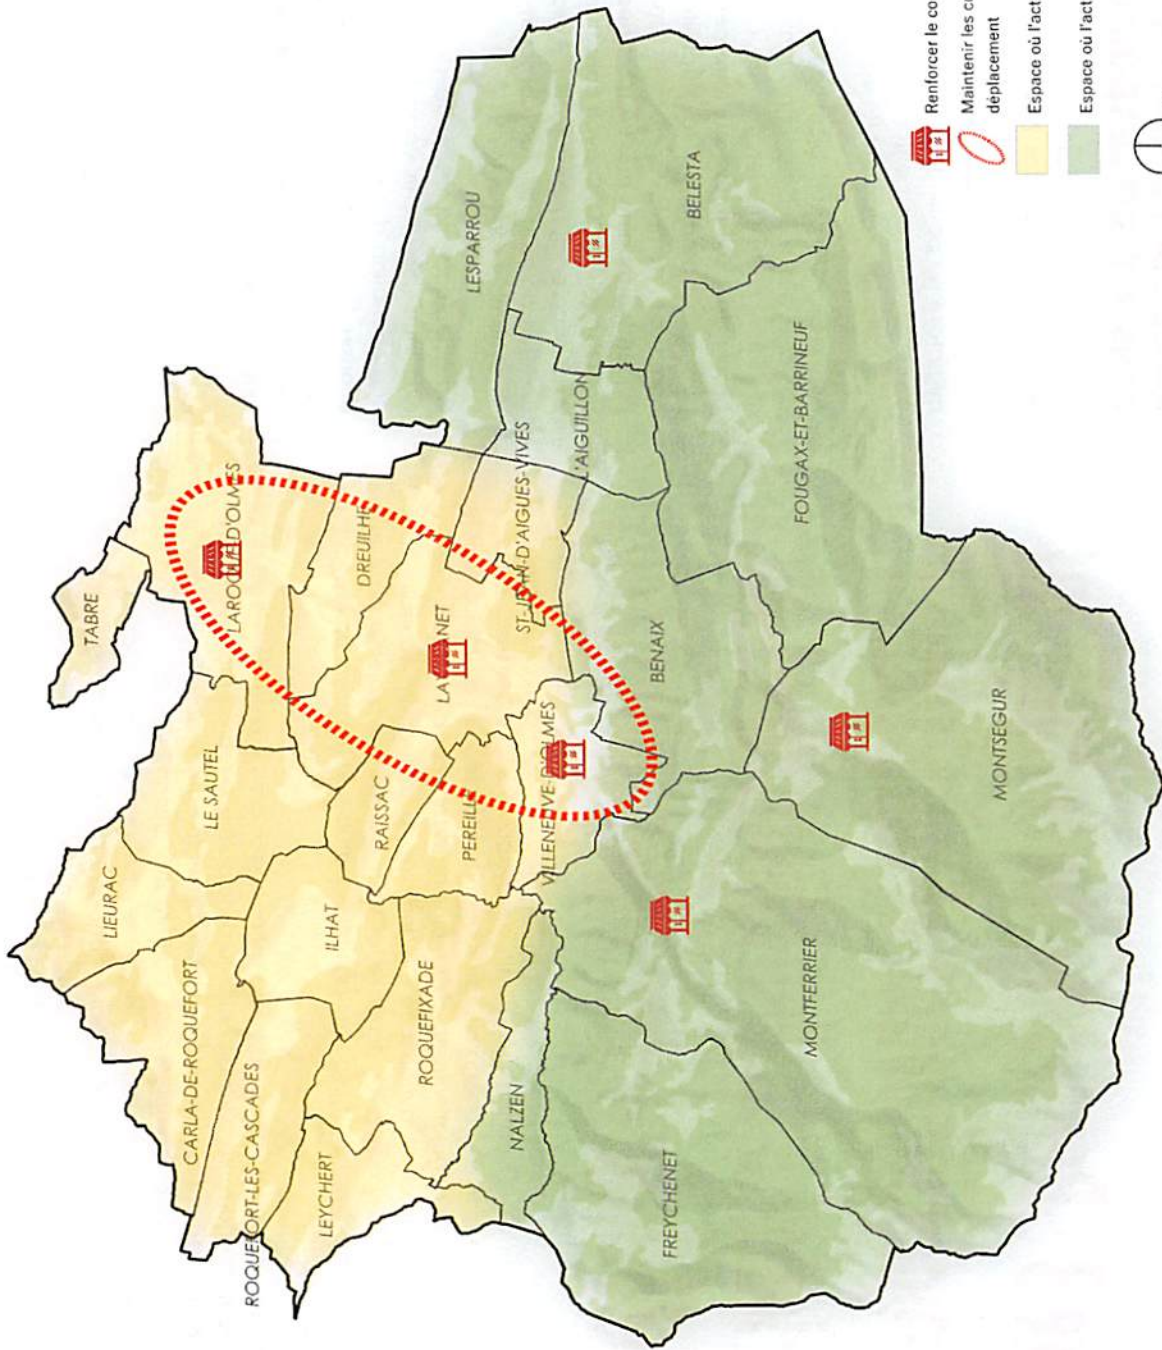 TABRE
LAROQUE D'OLMES
LIEURAC
LE SAUTEL
DREUILHE
CARLA-DE-ROQUEFORT
LESPARROU
RAISSAC
ILHAT
ROQUEFORT-LES-CASCADES
PEREILLE
ST-JEAN-D'AIGUES-VIVES
LEYCHERT
ROQUEFIXADE
VILLENEUVE-D'OLMES
L'AIGUILLON
BELESTA
NALZEN
BENAIX
FREYCHENET
FOUGAX-ET-BARRINEUF
MONTFERRIER
MONTSEGUR
Renforcer le co
Maintenir les c
déplacement
Espace où l'act
Espace où l'act